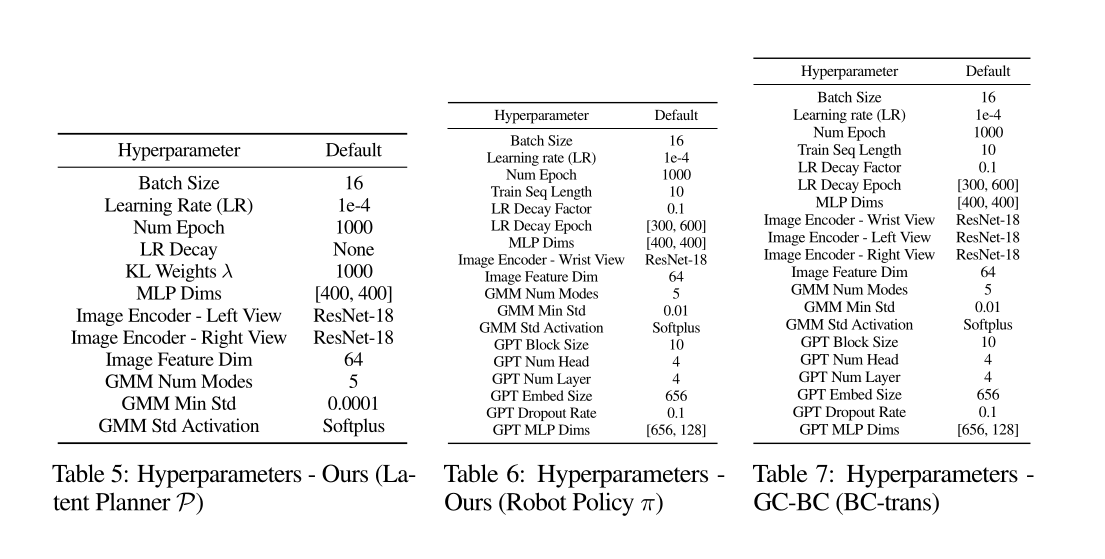 Hyperparameter Default
Batch Size 16
Learning Rate (LR) 1e-4
Num Epoch 1000
LR Decay None
KL Weights λ 1000
MLP Dims [400, 400]
Image Encoder - Left View ResNet-18
Image Encoder - Right View ResNet-18
Image Feature Dim 64
GMM Num Modes 5
GMM Min Std 0.0001
GMM Std Activation Softplus
Table 5: Hyperparameters - Ours (La-
tent Planner 𝒫)
Hyperparameter Default
Batch Size 16
Learning rate (LR) 1e-4
Num Epoch 1000
Train Seq Length 10
LR Decay Factor 0.1
LR Decay Epoch [300, 600]
MLP Dims [400, 400]
Image Encoder - Wrist View ResNet-18
Image Feature Dim 64
GMM Num Modes 5
GMM Min Std 0.01
GMM Std Activation Softplus
GPT Block Size 10
GPT Num Head 4
GPT Num Layer 4
GPT Embed Size 656
GPT Dropout Rate 0.1
GPT MLP Dims [656, 128]
Table 6: Hyperparameters -
Ours (Robot Policy π)
Hyperparameter Default
Batch Size 16
Learning rate (LR) 1e-4
Num Epoch 1000
Train Seq Length 10
LR Decay Factor 0.1
LR Decay Epoch [300, 600]
MLP Dims [400, 400]
Image Encoder - Wrist View ResNet-18
Image Encoder - Left View ResNet-18
Image Encoder - Right View ResNet-18
Image Feature Dim 64
GMM Num Modes 5
GMM Min Std 0.01
GMM Std Activation Softplus
GPT Block Size 10
GPT Num Head 4
GPT Num Layer 4
GPT Embed Size 656
GPT Dropout Rate 0.1
GPT MLP Dims [656, 128]
Table 7: Hyperparameters -
GC-BC (BC-trans)